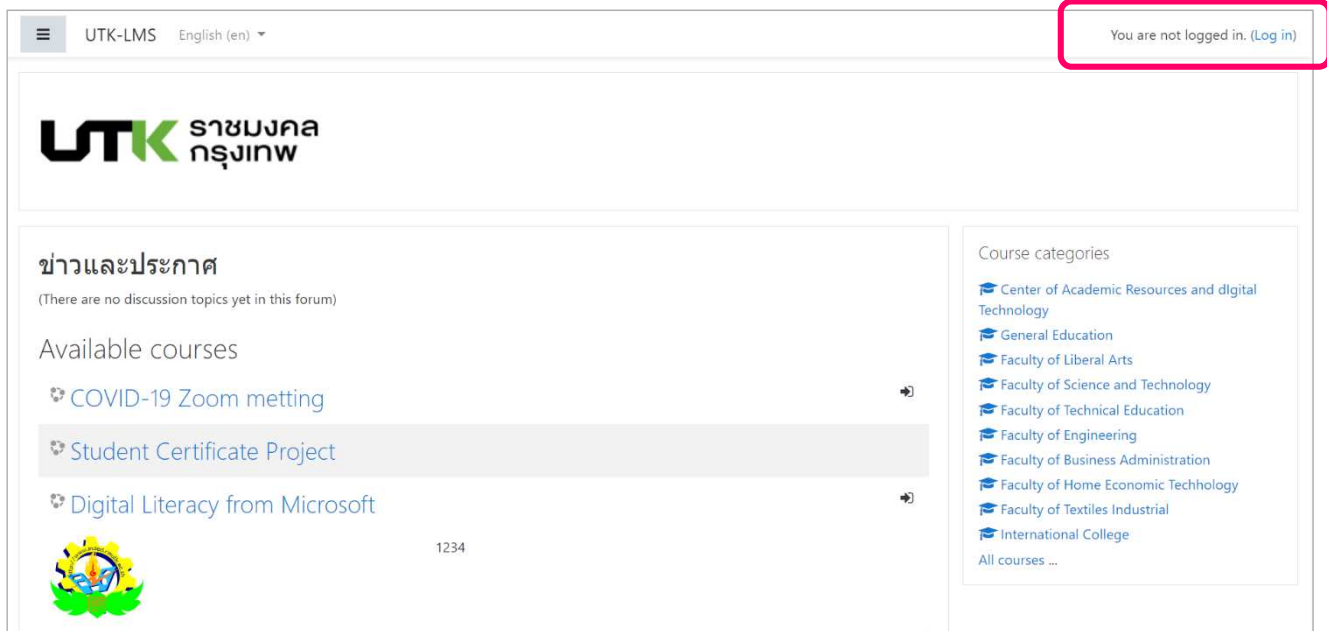 UTK-LMS English (en)
You are not logged in. (Log in)
UTK ราชมงคล
กรุงเทพ
ข่าวและประกาศ
(There are no discussion topics yet in this forum)
Available courses
COVID-19 Zoom metting
Student Certificate Project
Digital Literacy from Microsoft
1234
Course categories
Center of Academic Resources and dIgital
Technology
General Education
Faculty of Liberal Arts
Faculty of Science and Technology
Faculty of Technical Education
Faculty of Engineering
Faculty of Business Administration
Faculty of Home Economic Techhology
Faculty of Textiles Industrial
International College
All courses ...